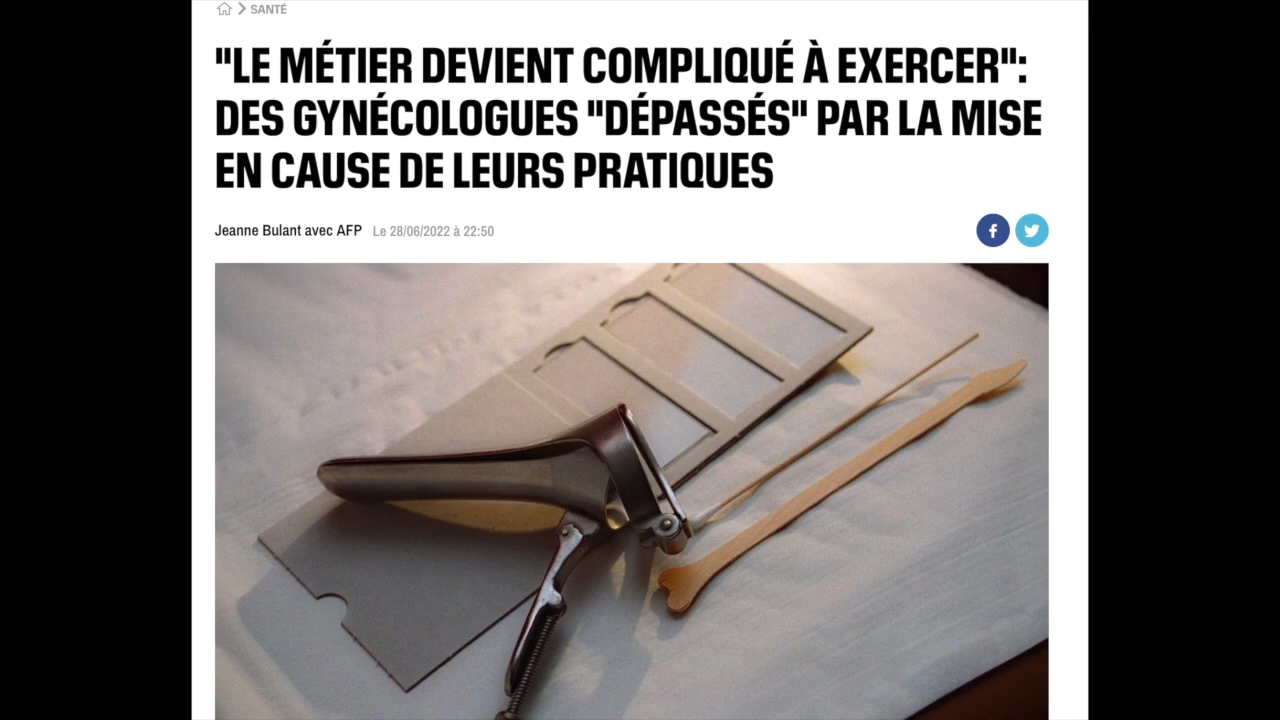 SANTÉ
"LE MÉTIER DEVIENT COMPLIQUÉ À EXERCER":
DES GYNÉCOLOGUES "DÉPASSÉS" PAR LA MISE
EN CAUSE DE LEURS PRATIQUES
Jeanne Bulant avec AFP Le 28/06/2022 à 22:50